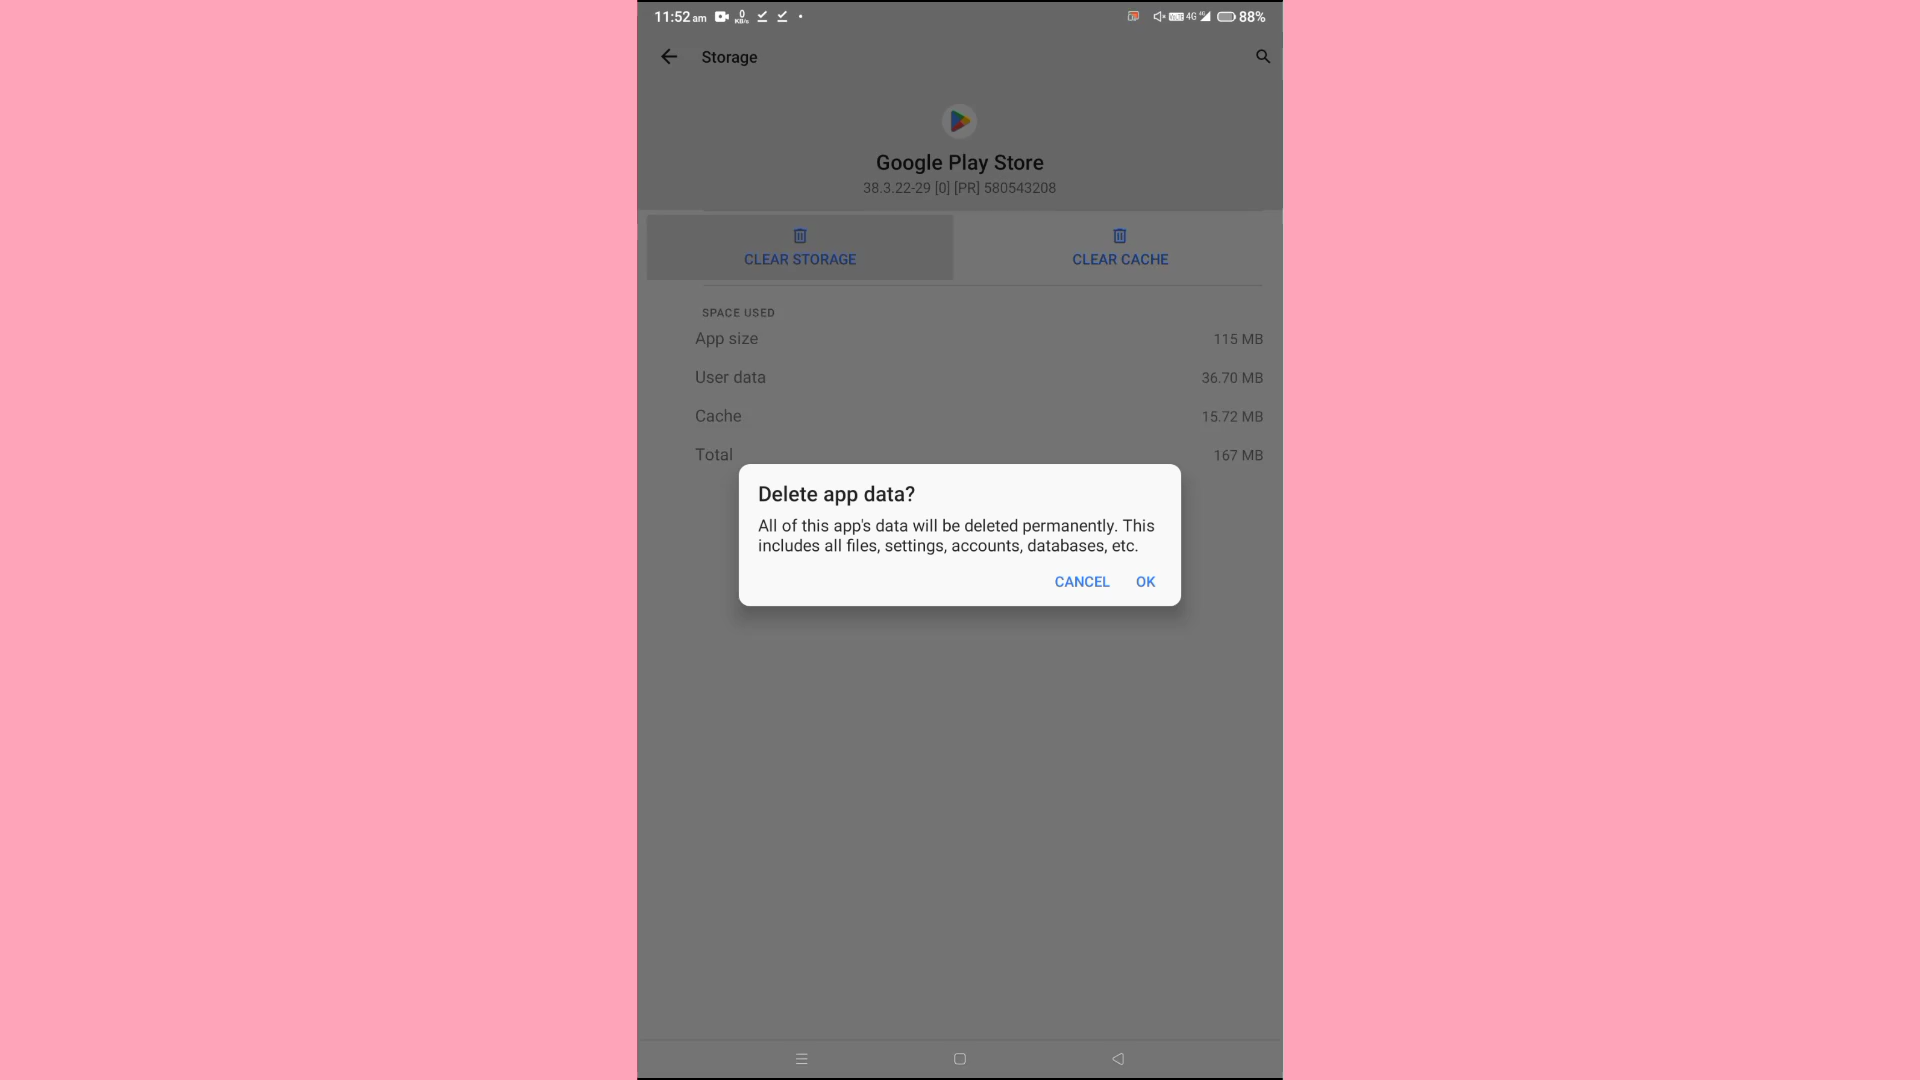 11:52 am 0 KB/s 4G 88%
Storage
Google Play Store
38.3.22-29 [0] [PR] 580543208
CLEAR STORAGE CLEAR CACHE
SPACE USED
App size 115 MB
User data 36.70 MB
Cache 15.72 MB
Total 167 MB
Delete app data?
All of this app's data will be deleted permanently. This
includes all files, settings, accounts, databases, etc.
CANCEL OK